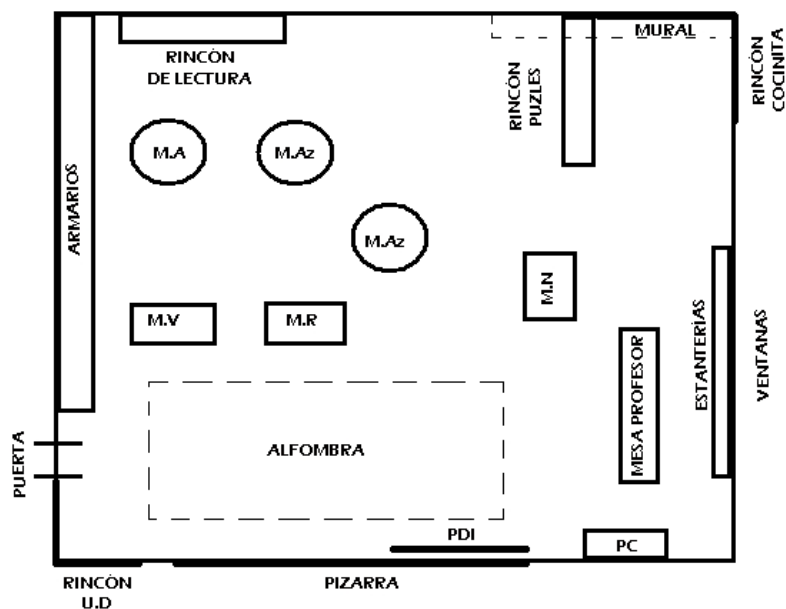 MURAL
RINCÓN
DE LECTURA
RINCÓN
PUZLES
RINCÓN
COCINITA
M.A
M.Az
ARMARIOS
M.Az
M.N
M.V
M.R
ESTANTERÍAS
VENTANAS
MESA PROFESOR
ALFOMBRA
PUERTA
PDI
PC
RINCÓN
U.D
PIZARRA